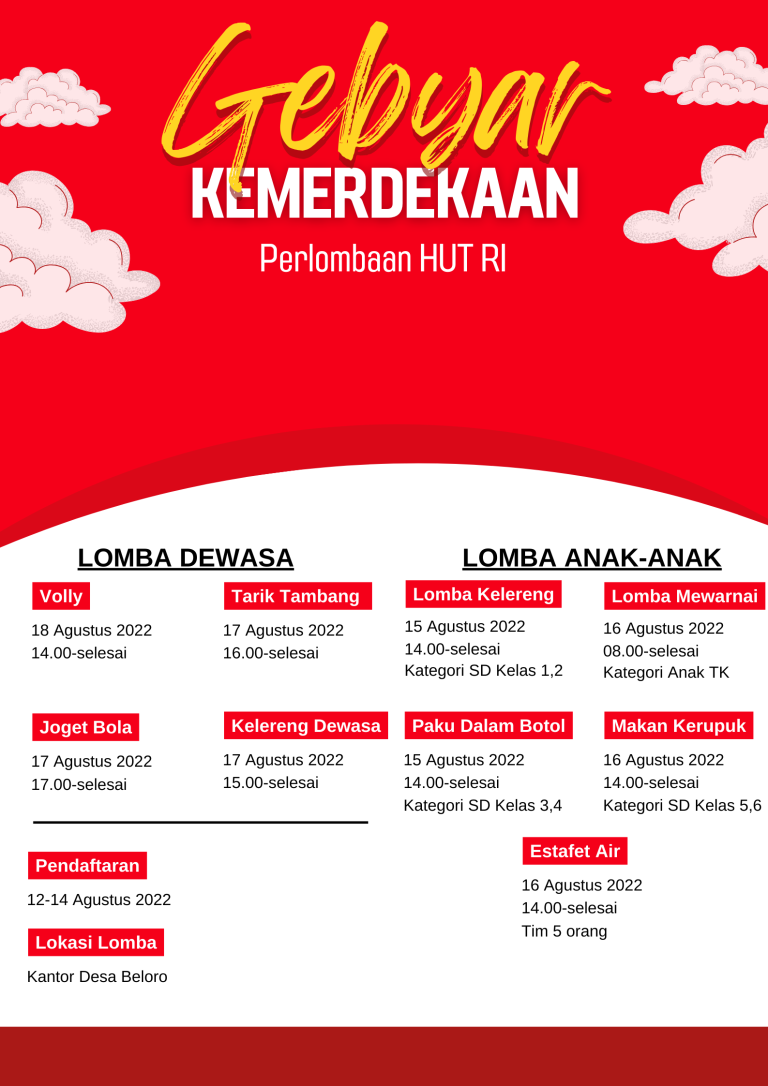 Gebyar
KEMERDEKAAN
Perlombaan HUT RI
LOMBA DEWASA
Volly
18 Agustus 2022
14.00-selesai
Tarik Tambang
17 Agustus 2022
16.00-selesai
Joget Bola
17 Agustus 2022
17.00-selesai
Kelereng Dewasa
17 Agustus 2022
15.00-selesai
Pendaftaran
12-14 Agustus 2022
Lokasi Lomba
Kantor Desa Beloro
LOMBA ANAK-ANAK
Lomba Kelereng
15 Agustus 2022
14.00-selesai
Kategori SD Kelas 1,2
Lomba Mewarnai
16 Agustus 2022
08.00-selesai
Kategori Anak TK
Paku Dalam Botol
15 Agustus 2022
14.00-selesai
Kategori SD Kelas 3,4
Makan Kerupuk
16 Agustus 2022
14.00-selesai
Kategori SD Kelas 5,6
Estafet Air
16 Agustus 2022
14.00-selesai
Tim 5 orang